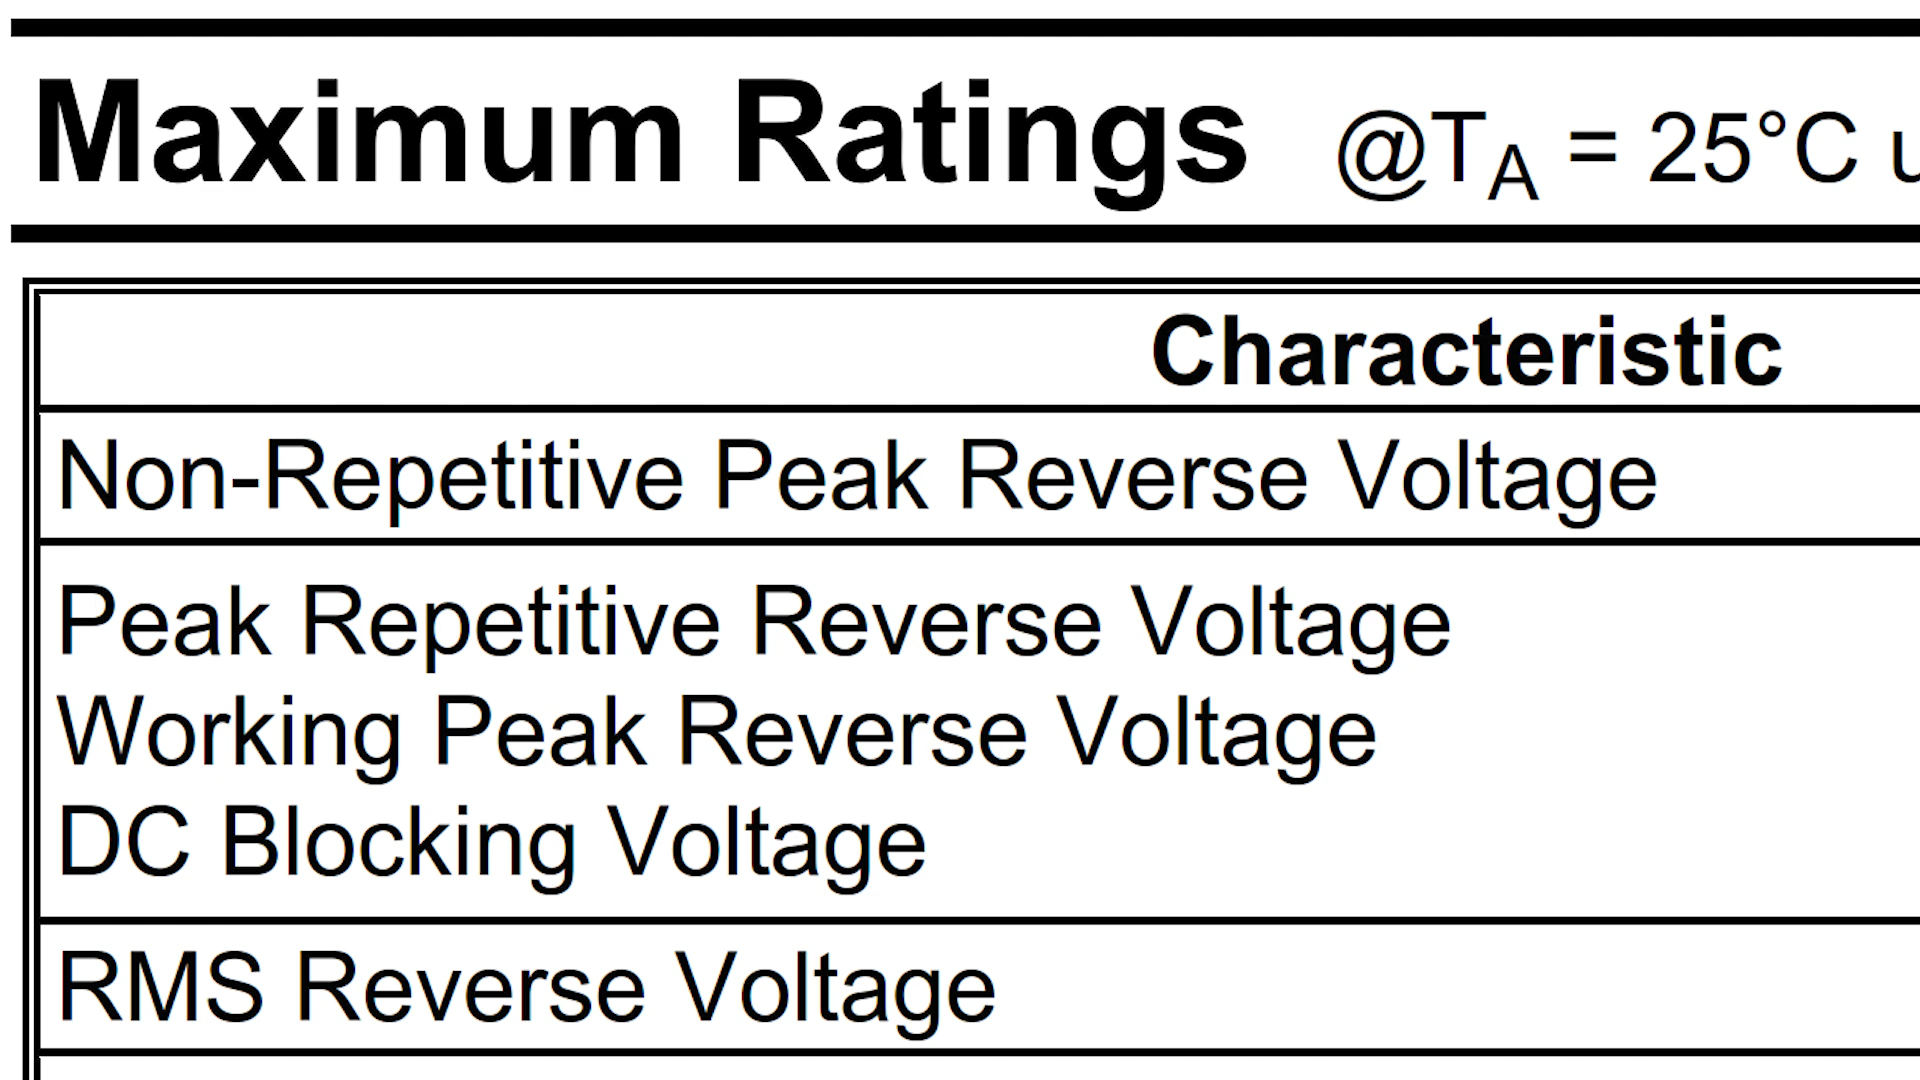 Maximum Ratings @TA = 25°C u
Characteristic
Non-Repetitive Peak Reverse Voltage
Peak Repetitive Reverse Voltage
Working Peak Reverse Voltage
DC Blocking Voltage
RMS Reverse Voltage